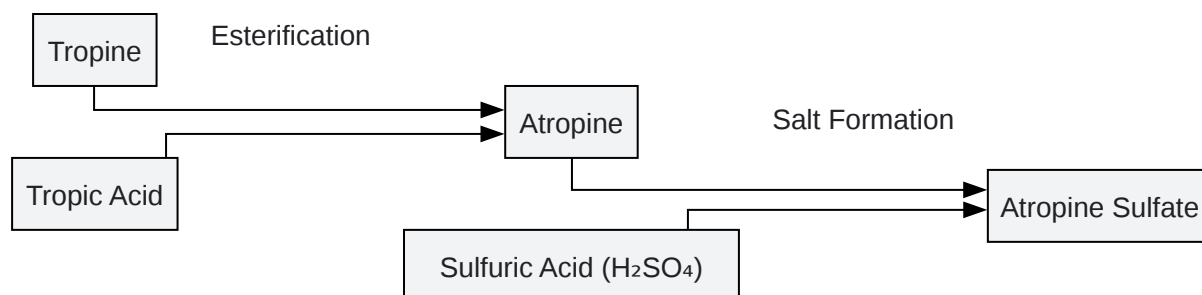 Tropine
Esterification
Tropic Acid
Atropine
Salt Formation
Sulfuric Acid (H₂SO₄)
Atropine Sulfate